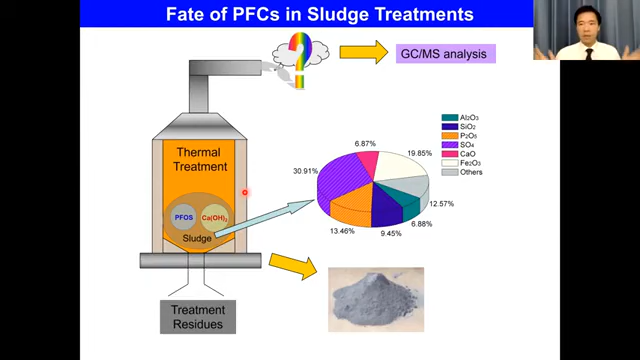 Fate of PFCs in Sludge Treatments
?
GC/MS analysis
Thermal
Treatment
PFOS
Ca(OH)₂
Sludge
Treatment
Residues
6.87%
19.85%
30.91%
12.57%
13.46%
9.45%
6.88%
Al2O3
SiO2
P2O5
SO4
CaO
Fe2O3
Others